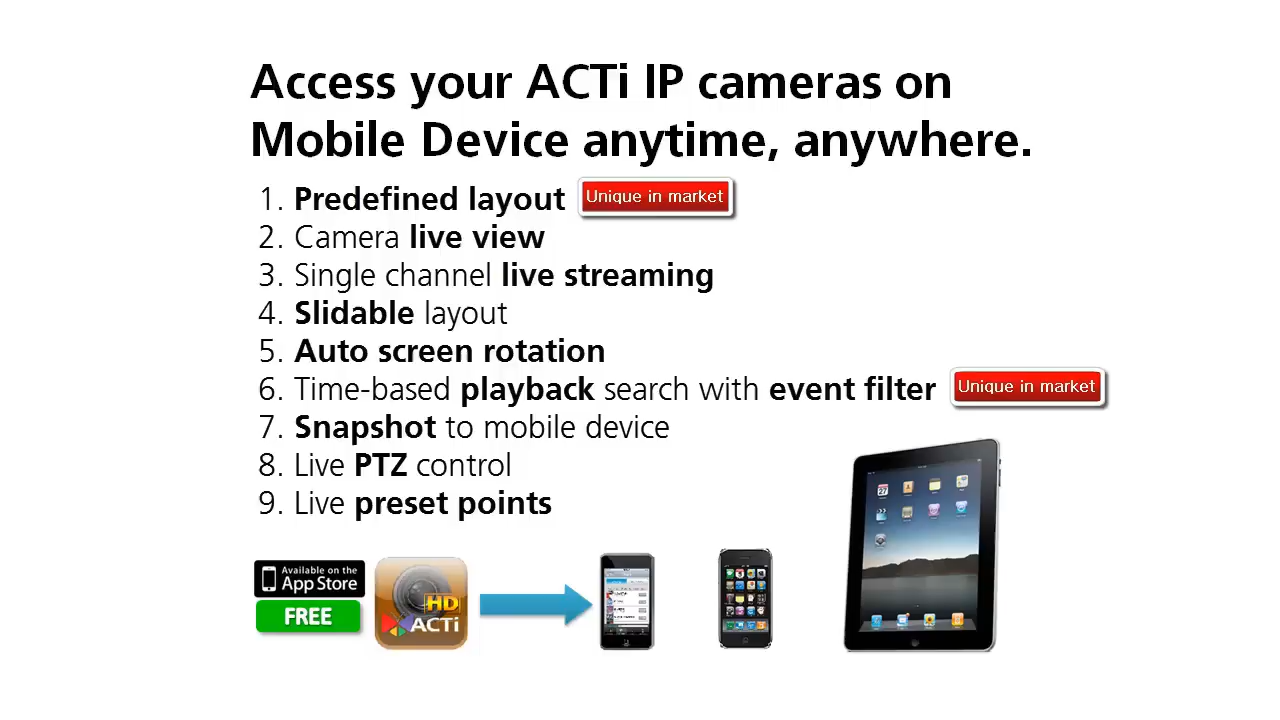 Access your ACTi IP cameras on
Mobile Device anytime, anywhere.
1. Predefined layout Unique in market
2. Camera live view
3. Single channel live streaming
4. Slidable layout
5. Auto screen rotation
6. Time-based playback search with event filter Unique in market
7. Snapshot to mobile device
8. Live PTZ control
9. Live preset points
Available on the
App Store
FREE
HD
ACTi
27